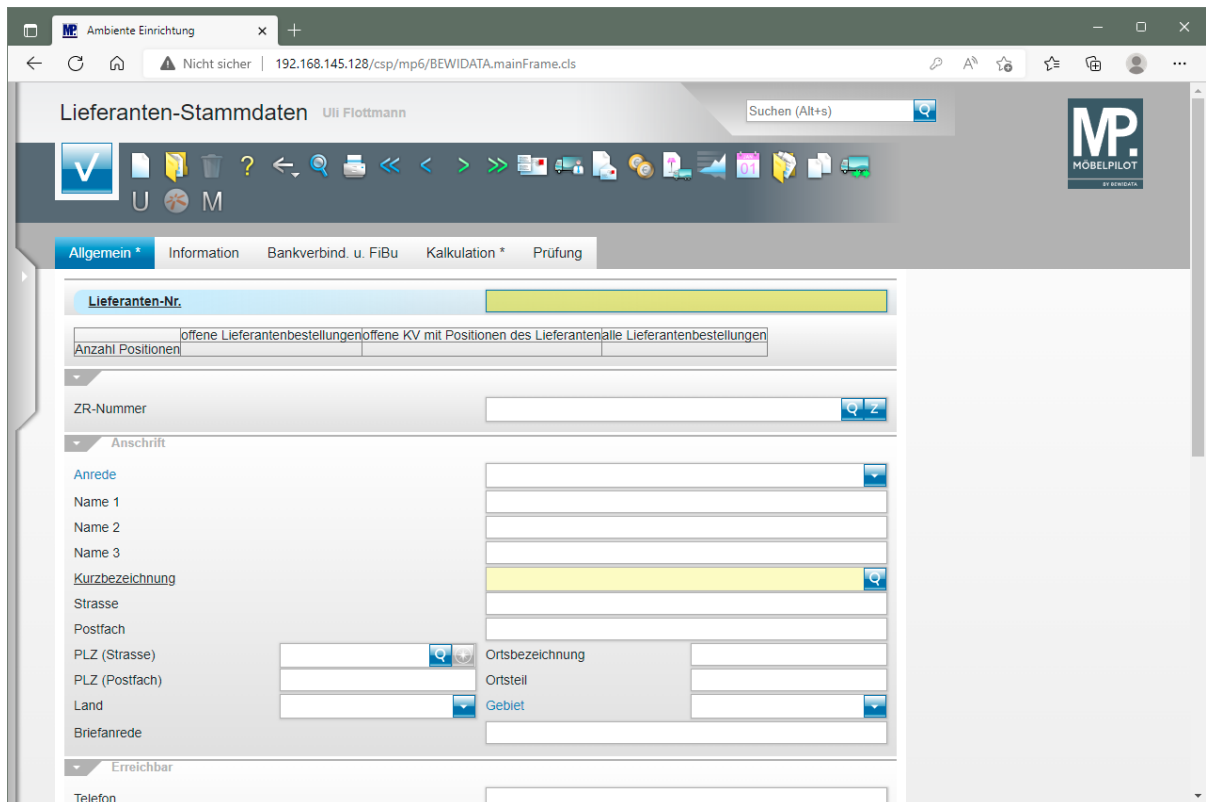 MP. Ambiente Einrichtung
Nicht sicher | 192.168.145.128/csp/mp6/BEWIDATA.mainFrame.cls
Lieferanten-Stammdaten Uli Flottmann
Suchen (Alt+s)
MP.
MÖBELPILOT
BY BEWIDATA
?
01
U M
Allgemein * Information Bankverbind. u. FiBu Kalkulation * Prüfung
Lieferanten-Nr.
offene Lieferantenbestellungen offene KV mit Positionen des Lieferanten alle Lieferantenbestellungen
Anzahl Positionen
ZR-Nummer Z
Anschrift
Anrede
Name 1
Name 2
Name 3
Kurzbezeichnung
Strasse
Postfach
PLZ (Strasse) Ortsbezeichnung
PLZ (Postfach) Ortsteil
Land Gebiet
Briefanrede
Erreichbar
Telefon